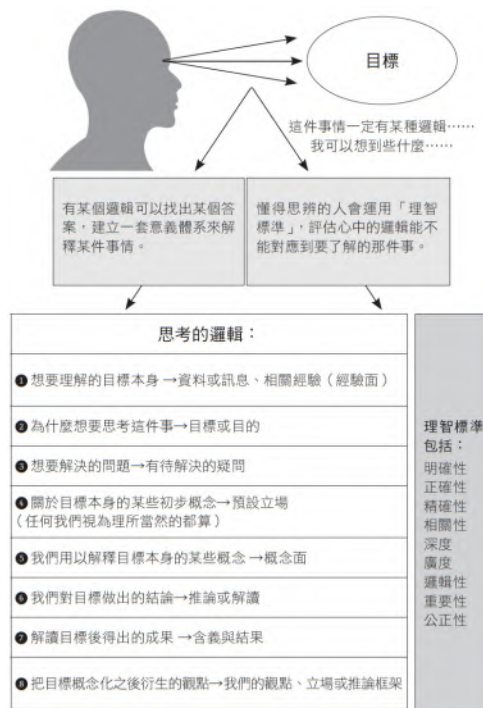 目標
這件事情一定有某種邏輯……
我可以想到些什麼……
有某個邏輯可以找出某個答
案，建立一套意義體系來解
釋某件事情。
懂得思辨的人會運用「理智
標準」，評估心中的邏輯能不
能對應到要了解的那件事。
思考的邏輯：
❶想要理解的目標本身→資料或訊息、相關經驗（經驗面）
❷為什麼想要思考這件事→目標或目的
❸想要解決的問題→有待解決的疑問
❹關於目標本身的某些初步概念→預設立場
（任何我們視為理所當然的都算）
❺我們用以解釋目標本身的某些概念→概念面
❻我們對目標做出的結論→推論或解讀
❼解讀目標後得出的成果→含義與結果
❽把目標概念化之後衍生的觀點→我們的觀點、立場或推論框架
理智標準
包括：
明確性
正確性
精確性
相關性
深度
廣度
邏輯性
重要性
公正性